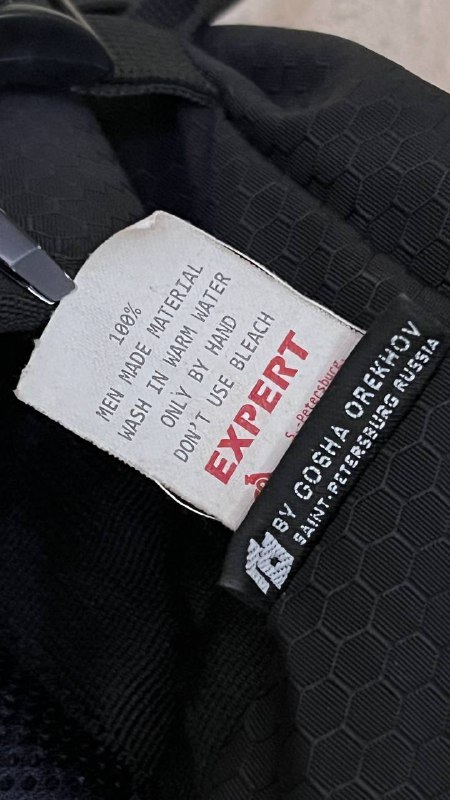 100%
MEN MADE MATERIAL
WASH IN WARM WATER
ONLY BY HAND
DON'T USE BLEACH
EXPERT
S.-Petersburg
BY GOSHA OREKHOV
SAINT-PETERSBURG RUSSIA